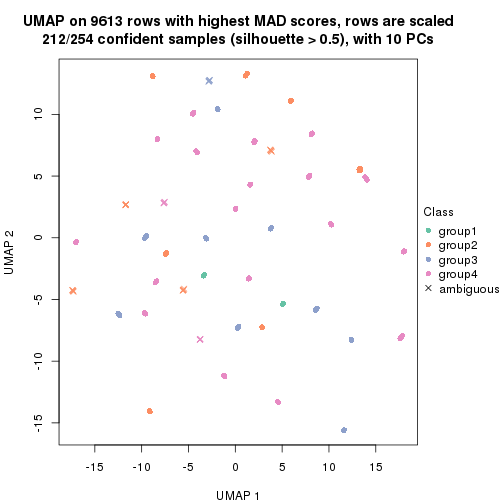 UMAP on 9613 rows with highest MAD scores, rows are scaled
212/254 confident samples (silhouette > 0.5), with 10 PCs
10
5
0
-5
-10
-15
UMAP 2
-15
-10
-5
0
5
10
15
UMAP 1
Class
group1
group2
group3
group4
ambiguous